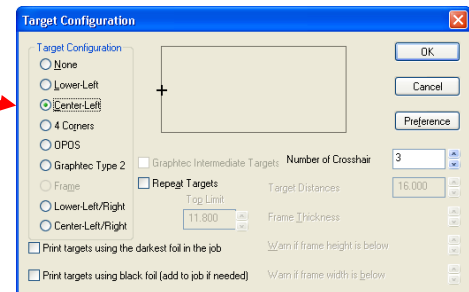 Target Configuration
Target Configuration
None
Lower-Left
Center-Left
4 Corners
OPOS
Graphtec Type 2
Frame
Lower-Left/Right
Center-Left/Right
OK
Cancel
Preference
Graphtec Intermediate Targets
Number of Crosshair
3
Repeat Targets
Target Distances
16.000
Top Limit
11.800
Frame Thickness
Print targets using the darkest foil in the job
Warn if frame height is below
Print targets using black foil (add to job if needed)
Warn if frame width is below